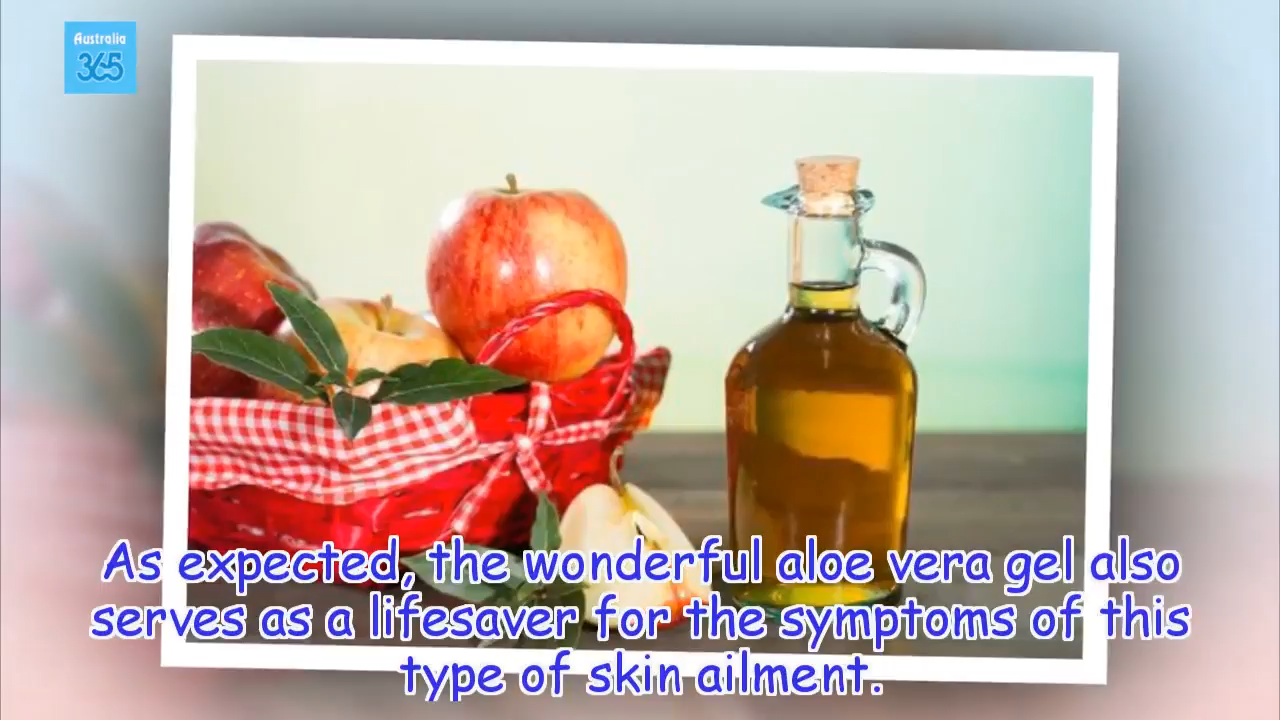 Australia
365
As expected, the wonderful aloe vera gel also
serves as a lifesaver for the symptoms of this
type of skin ailment.